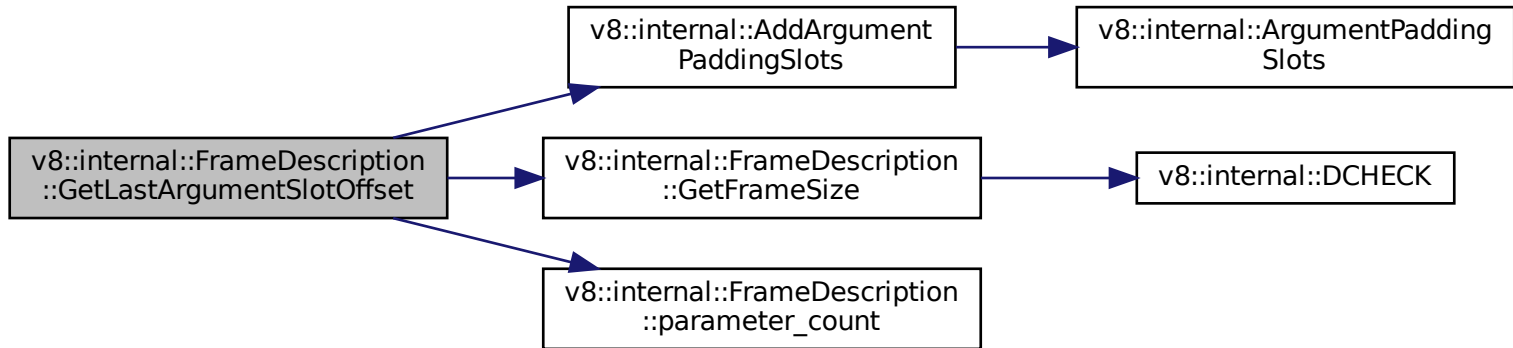 v8::internal::AddArgument
PaddingSlots
v8::internal::ArgumentPadding
Slots
v8::internal::FrameDescription
::GetLastArgumentSlotOffset
v8::internal::FrameDescription
::GetFrameSize
v8::internal::DCHECK
v8::internal::FrameDescription
::parameter_count